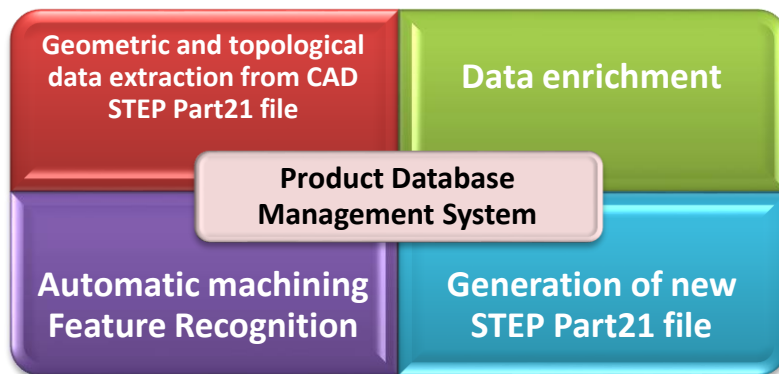 Geometric and topological
data extraction from CAD
STEP Part21 file
Data enrichment
Product Database
Management System
Automatic machining
Feature Recognition
Generation of new
STEP Part21 file